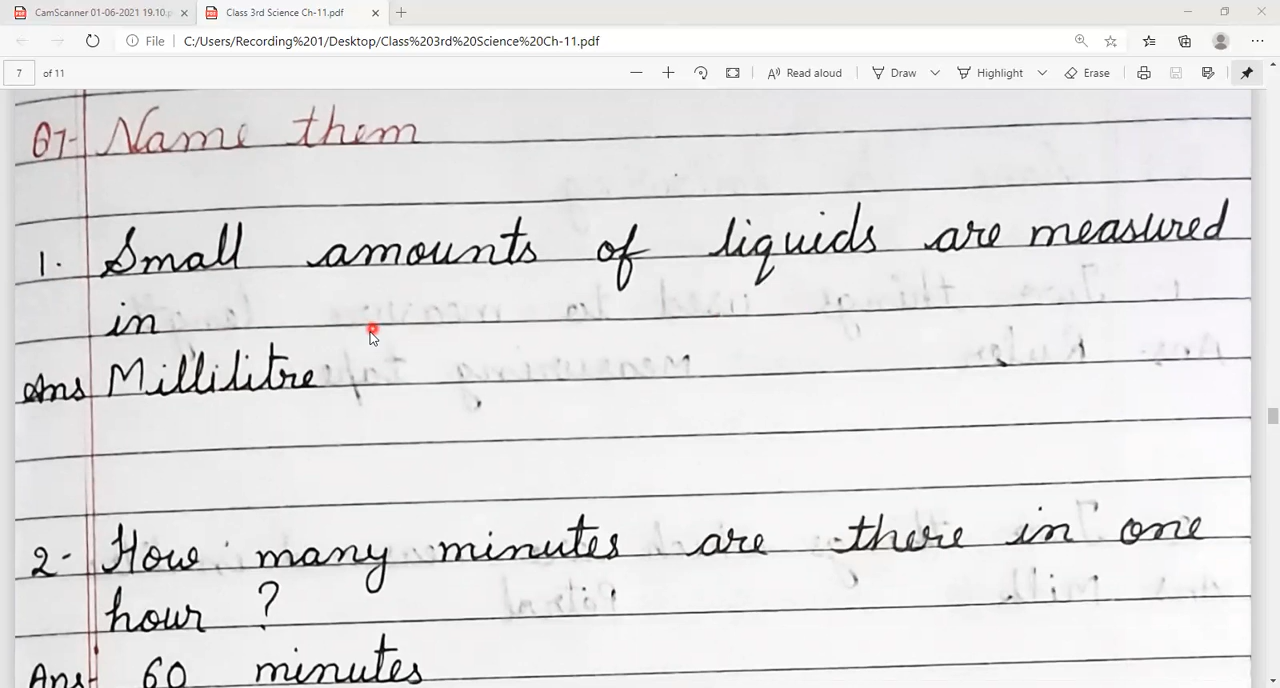 CamScanner 01-06-2021 19.10.p
Class 3rd Science Ch-11.pdf
File
C:/Users/Recording%201/Desktop/Class%203rd%20Science%20Ch-11.pdf
7 of 11
Read aloud
Draw
Highlight
Erase
Q7- Name them
1. Small amounts of liquids are measured
in
Ans Millilitre
2- How many minutes are there in one
hour ?
Ans- 60 minutes